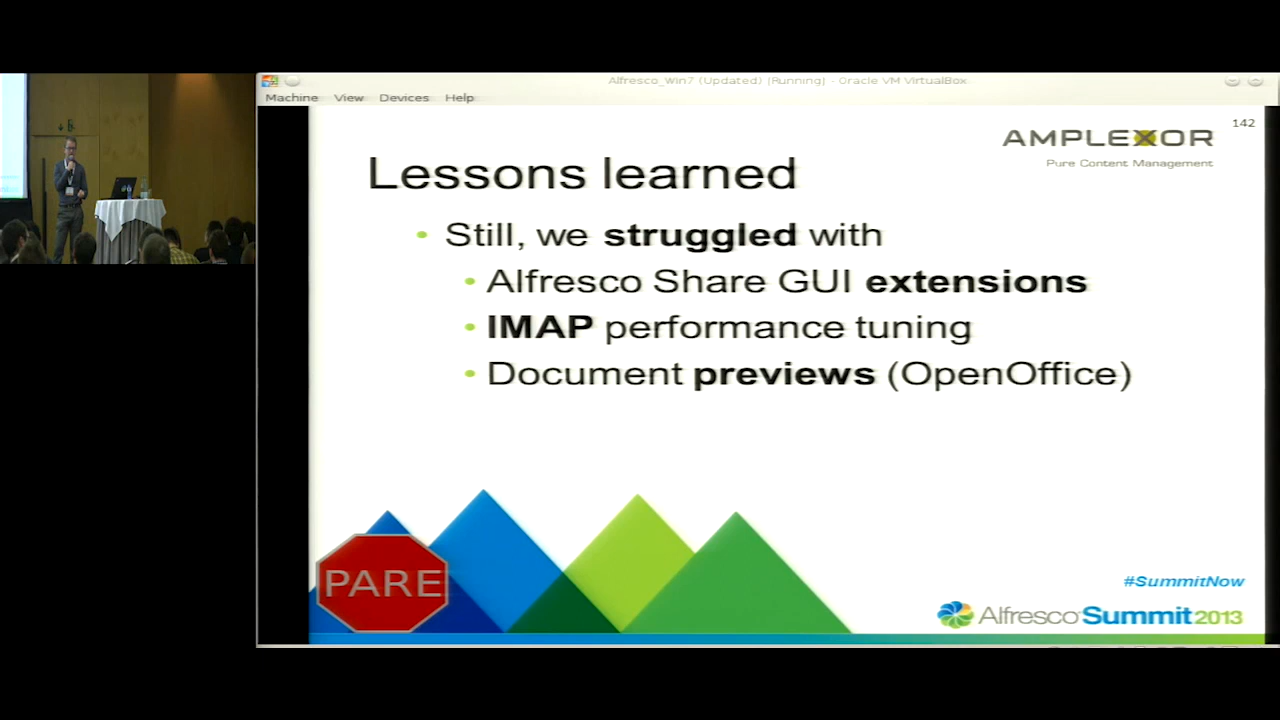 Alfresco_Win7 (Updated) [Running] - Oracle VM VirtualBox
Machine View Devices Help
142
AMPLEXOR
Pure Content Management
Lessons learned
• Still, we struggled with
• Alfresco Share GUI extensions
• IMAP performance tuning
• Document previews (OpenOffice)
PARE
#SummitNow
Alfresco Summit 2013